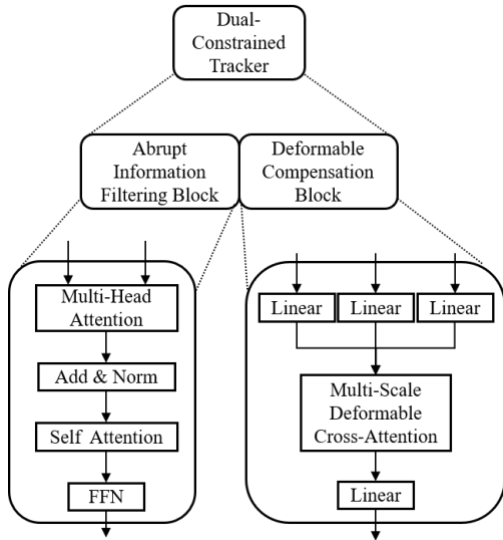 Dual-
Constrained
Tracker
Abrupt
Information
Filtering Block
Deformable
Compensation
Block
Multi-Head
Attention
Add & Norm
Self Attention
FFN
Linear
Linear
Linear
Multi-Scale
Deformable
Cross-Attention
Linear